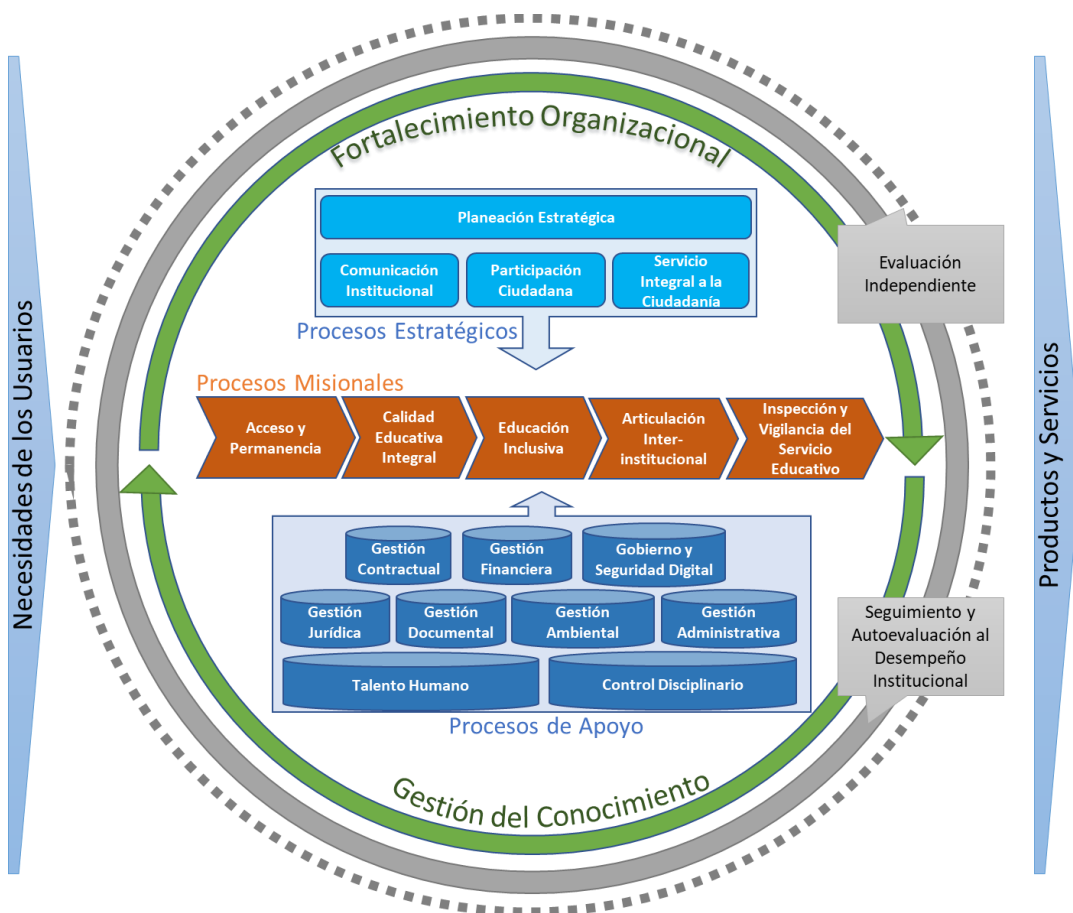 Necesidades de los Usuarios
Fortalecimiento Organizacional
Planeación Estratégica
Comunicación
Institucional
Participación
Ciudadana
Servicio
Integral a la
Ciudadanía
Procesos Estratégicos
Evaluación
Independiente
Procesos Misionales
Acceso y
Permanencia
Calidad
Educativa
Integral
Educación
Inclusiva
Articulación
Inter-
institucional
Inspección y
Vigilancia del
Servicio
Educativo
Gestión
Contractual
Gestión
Financiera
Gobierno y
Seguridad Digital
Gestión
Jurídica
Gestión
Documental
Gestión
Ambiental
Gestión
Administrativa
Talento Humano
Control Disciplinario
Procesos de Apoyo
Seguimiento y
Autoevaluación al
Desempeño
Institucional
Gestión del Conocimiento
Productos y Servicios